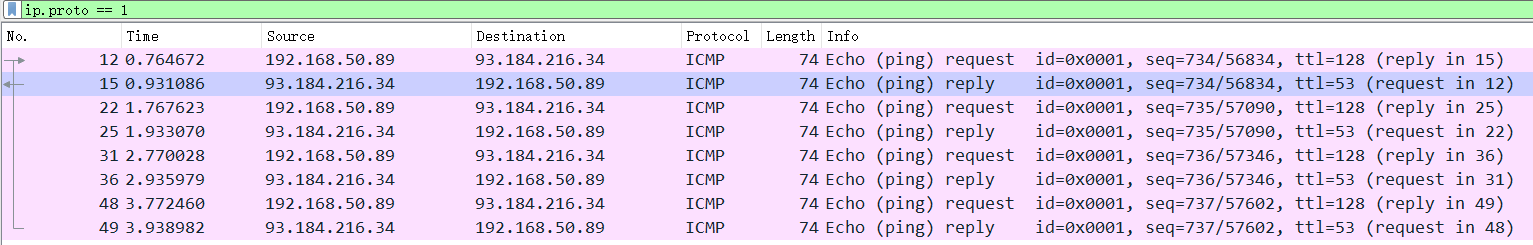 ip.proto == 1
No. Time Source Destination Protocol Length Info
12 0.764672 192.168.50.89 93.184.216.34 ICMP 74 Echo (ping) request id=0x0001, seq=734/56834, ttl=128 (reply in 15)
15 0.931086 93.184.216.34 192.168.50.89 ICMP 74 Echo (ping) reply id=0x0001, seq=734/56834, ttl=53 (request in 12)
22 1.767623 192.168.50.89 93.184.216.34 ICMP 74 Echo (ping) request id=0x0001, seq=735/57090, ttl=128 (reply in 25)
25 1.933070 93.184.216.34 192.168.50.89 ICMP 74 Echo (ping) reply id=0x0001, seq=735/57090, ttl=53 (request in 22)
31 2.770028 192.168.50.89 93.184.216.34 ICMP 74 Echo (ping) request id=0x0001, seq=736/57346, ttl=128 (reply in 36)
36 2.935979 93.184.216.34 192.168.50.89 ICMP 74 Echo (ping) reply id=0x0001, seq=736/57346, ttl=53 (request in 31)
48 3.772460 192.168.50.89 93.184.216.34 ICMP 74 Echo (ping) request id=0x0001, seq=737/57602, ttl=128 (reply in 49)
49 3.938982 93.184.216.34 192.168.50.89 ICMP 74 Echo (ping) reply id=0x0001, seq=737/57602, ttl=53 (request in 48)